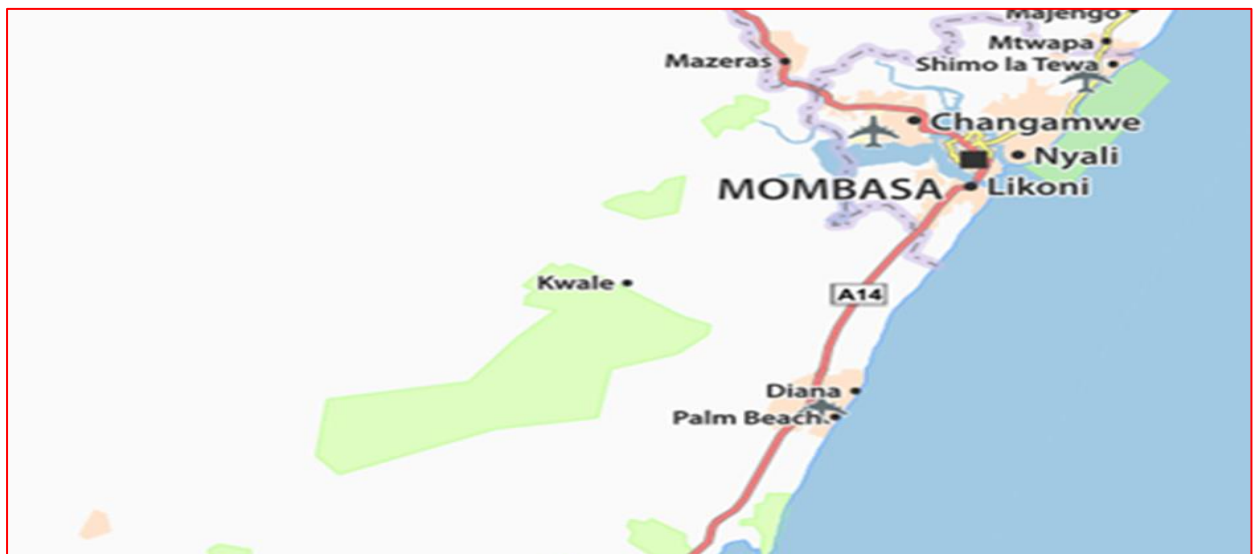 Majengo
Mtwapa
Shimo la Tewa
Mazeras
Changamwe
Nyali
MOMBASA
Likoni
Kwale
A14
Diana
Palm Beach